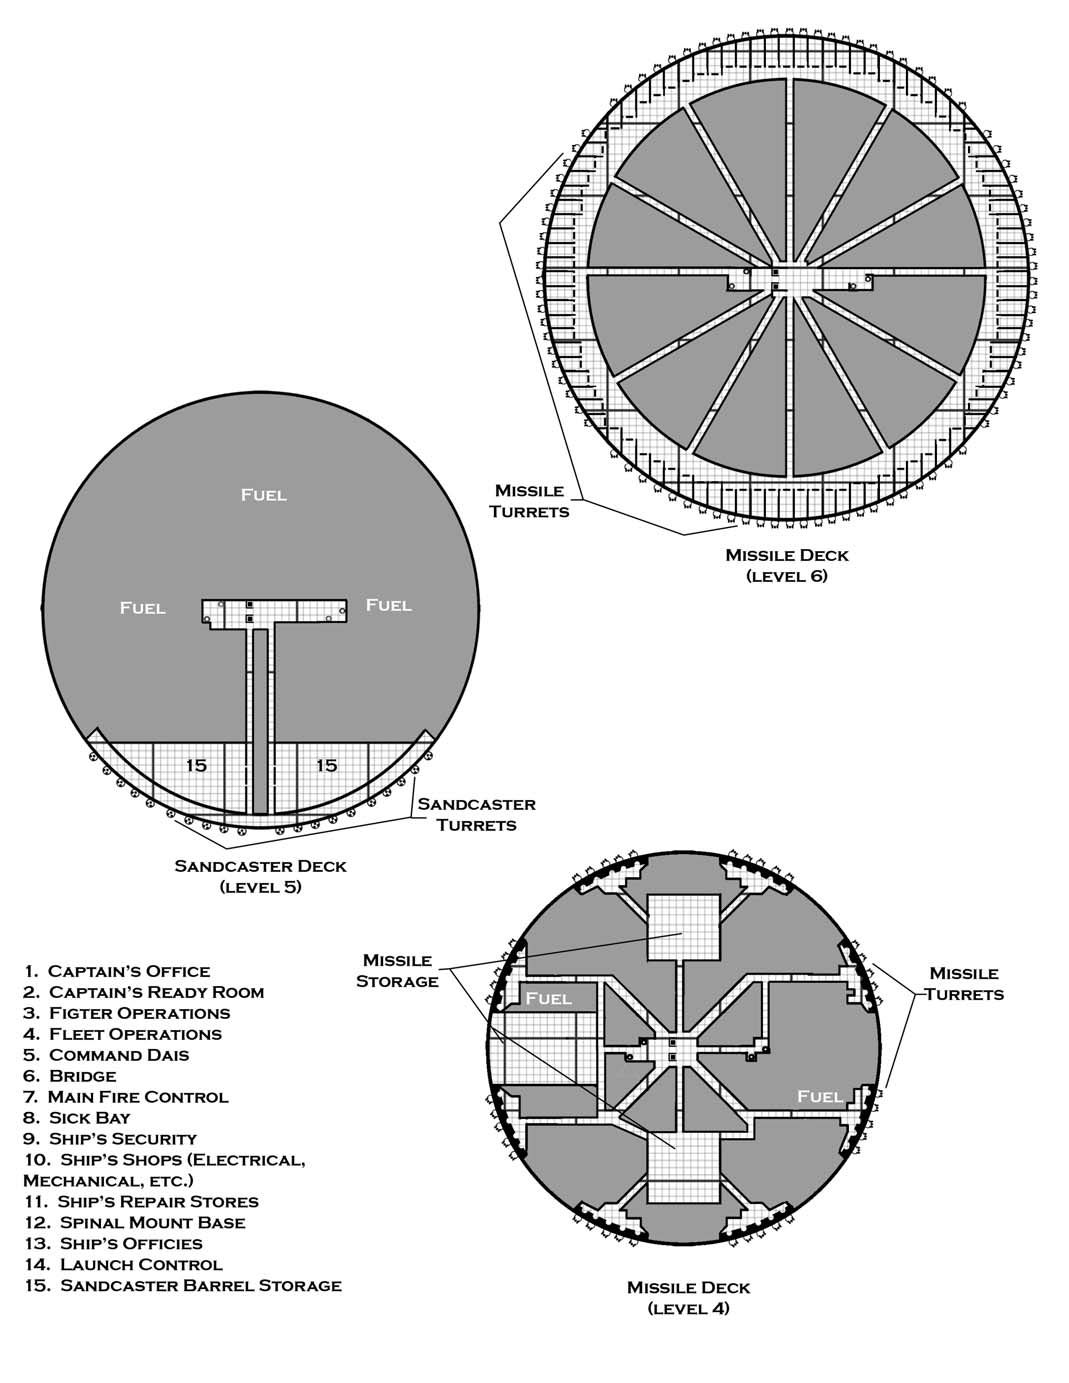 Missile
Turrets
Missile Deck
(level 6)
Fuel
Fuel
Fuel
15
15
Sandcaster
Turrets
Sandcaster Deck
(level 5)
Missile
Storage
Missile
Turrets
Fuel
Fuel
Missile Deck
(level 4)
1. Captain's Office
2. Captain's Ready Room
3. Figter Operations
4. Fleet Operations
5. Command Dais
6. Bridge
7. Main Fire Control
8. Sick Bay
9. Ship's Security
10. Ship's Shops (Electrical,
Mechanical, etc.)
11. Ship's Repair Stores
12. Spinal Mount Base
13. Ship's Officies
14. Launch Control
15. Sandcaster Barrel Storage